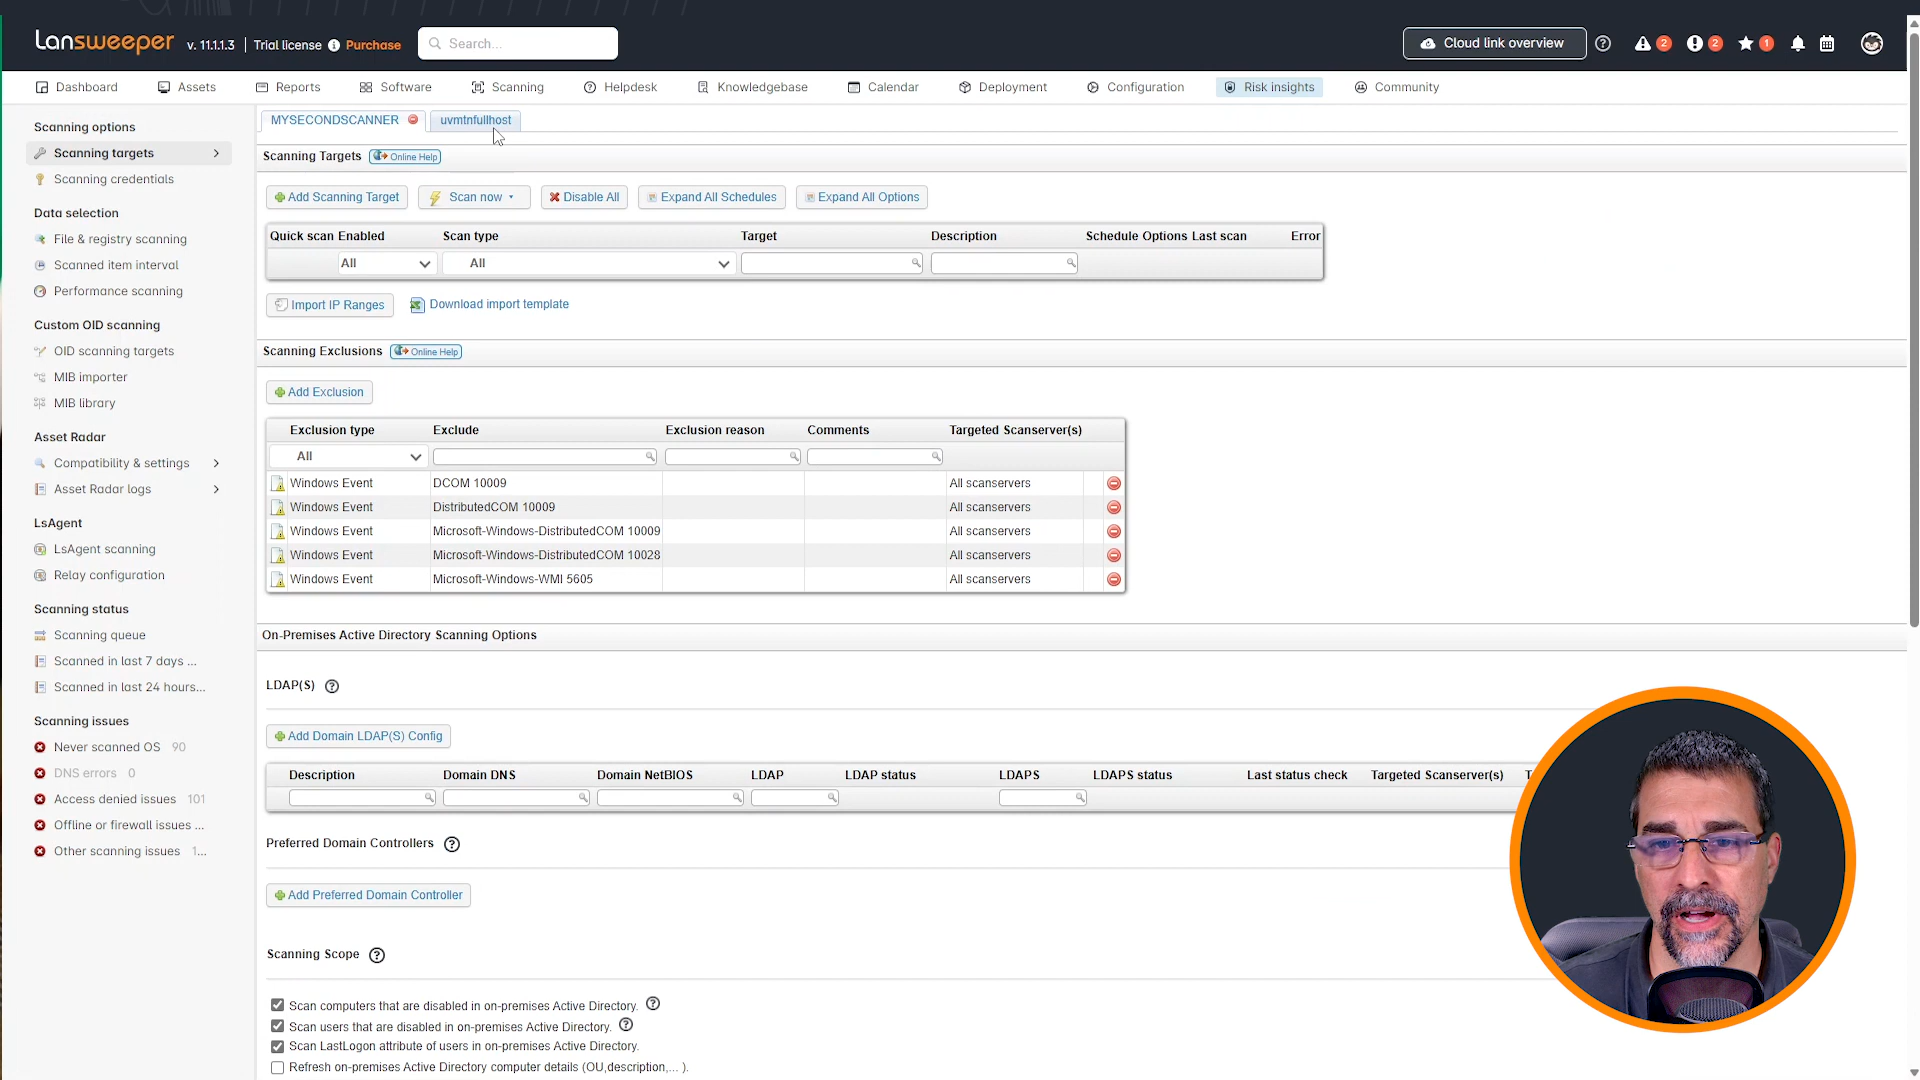 Lansweeper v. 11.1.1.3 Trial license Purchase Search... Cloud link overview 2 2 1
Dashboard Assets Reports Software Scanning Helpdesk Knowledgebase Calendar Deployment Configuration Risk insights Community
Scanning options
Scanning targets
Scanning credentials
Data selection
File & registry scanning
Scanned item interval
Performance scanning
Custom OID scanning
OID scanning targets
MIB importer
MIB library
Asset Radar
Compatibility & settings
Asset Radar logs
LsAgent
LsAgent scanning
Relay configuration
Scanning status
Scanning queue
Scanned in last 7 days ...
Scanned in last 24 hours...
Scanning issues
Never scanned OS 90
DNS errors 0
Access denied issues 101
Offline or firewall issues ...
Other scanning issues 1...
MYSECONDSCANNER uvmtnfullhost
Scanning Targets Online Help
Add Scanning Target Scan now Disable All Expand All Schedules Expand All Options
Quick scan Enabled Scan type Target Description Schedule Options Last scan Error
All All
Import IP Ranges Download import template
Scanning Exclusions Online Help
Add Exclusion
Exclusion type Exclude Exclusion reason Comments Targeted Scanserver(s)
All
Windows Event DCOM 10009 All scanservers
Windows Event DistributedCOM 10009 All scanservers
Windows Event Microsoft-Windows-DistributedCOM 10009 All scanservers
Windows Event Microsoft-Windows-DistributedCOM 10028 All scanservers
Windows Event Microsoft-Windows-WMI 5605 All scanservers
On-Premises Active Directory Scanning Options
LDAP(S)
Add Domain LDAP(S) Config
Description Domain DNS Domain NetBIOS LDAP LDAP status LDAPS LDAPS status Last status check Targeted Scanserver(s)
Preferred Domain Controllers
Add Preferred Domain Controller
Scanning Scope
Scan computers that are disabled in on-premises Active Directory.
Scan users that are disabled in on-premises Active Directory.
Scan LastLogon attribute of users in on-premises Active Directory.
Refresh on-premises Active Directory computer details (OU,description,... ).